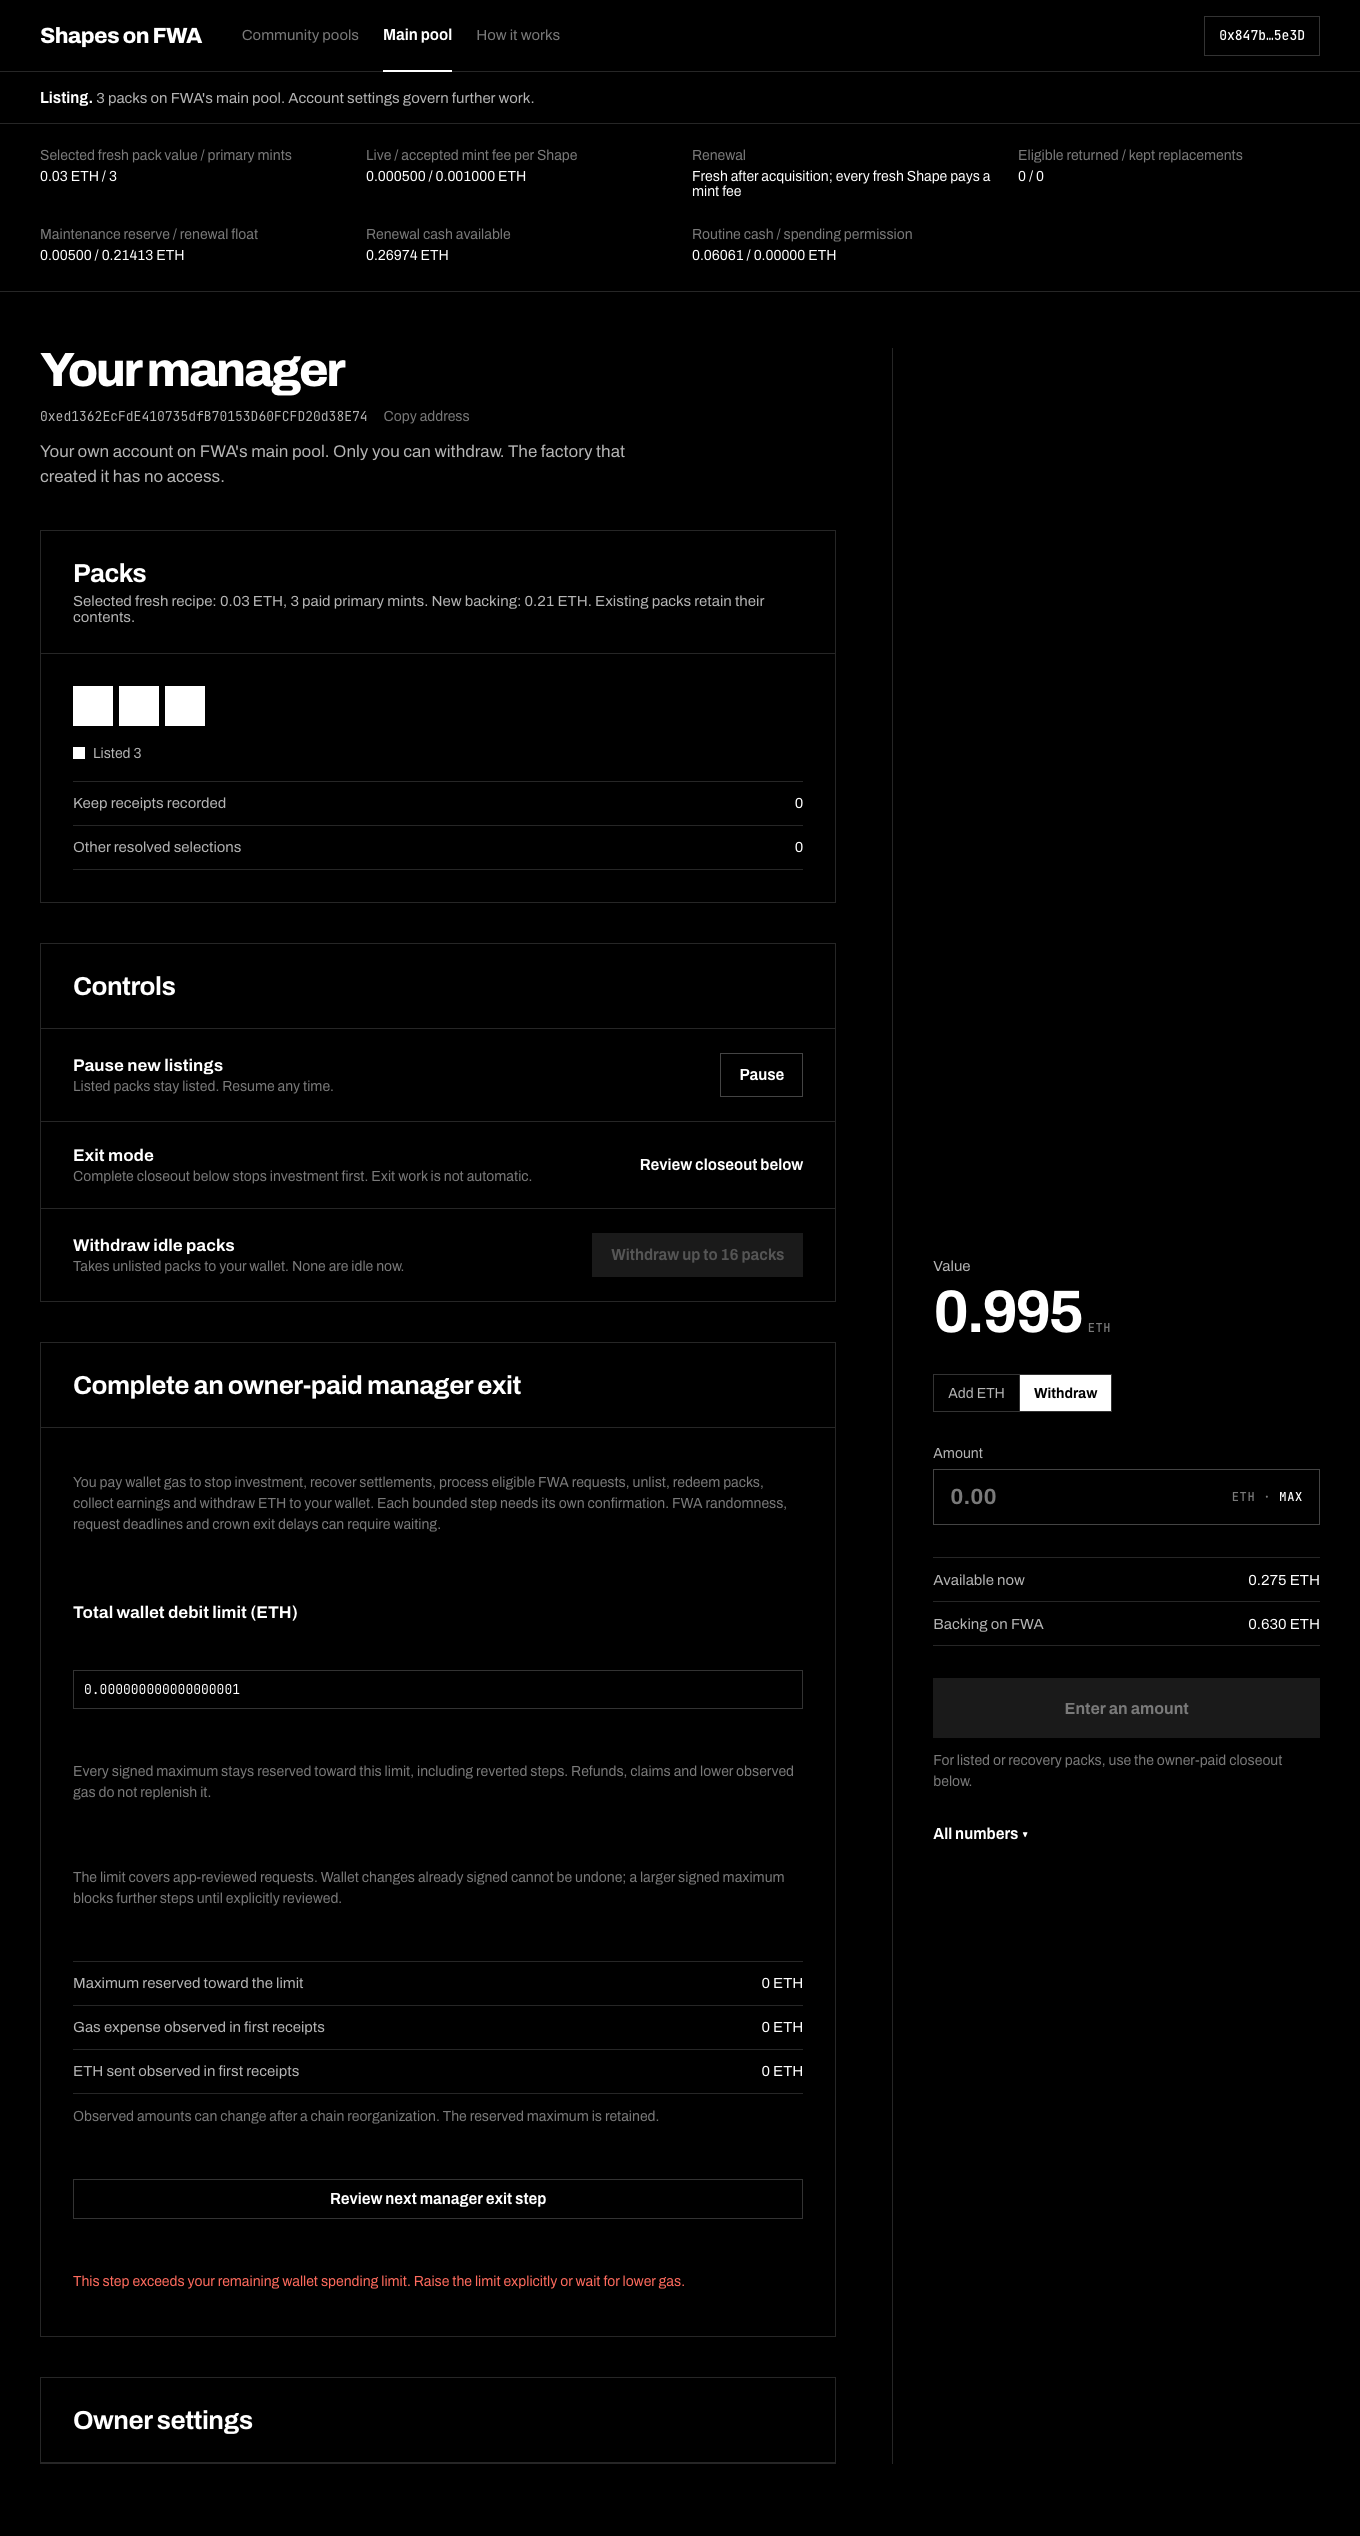 Shapes on FWA
Community pools
Main pool
How it works
0x847b…5e3D
Listing. 3 packs on FWA's main pool. Account settings govern further work.
Selected fresh pack value / primary mints
0.03 ETH / 3
Live / accepted mint fee per Shape
0.000500 / 0.001000 ETH
Renewal
Fresh after acquisition; every fresh Shape pays a
mint fee
Eligible returned / kept replacements
0 / 0
Maintenance reserve / renewal float
0.00500 / 0.21413 ETH
Renewal cash available
0.26974 ETH
Routine cash / spending permission
0.06061 / 0.00000 ETH
Your manager
0xed1362EcFdE410735dfB70153D60FCFD20d38E74
Copy address
Your own account on FWA's main pool. Only you can withdraw. The factory that
created it has no access.
Packs
Selected fresh recipe: 0.03 ETH, 3 paid primary mints. New backing: 0.21 ETH. Existing packs retain their
contents.
Listed 3
Keep receipts recorded
0
Other resolved selections
0
Controls
Pause new listings
Listed packs stay listed. Resume any time.
Pause
Exit mode
Complete closeout below stops investment first. Exit work is not automatic.
Review closeout below
Withdraw idle packs
Takes unlisted packs to your wallet. None are idle now.
Withdraw up to 16 packs
Complete an owner-paid manager exit
You pay wallet gas to stop investment, recover settlements, process eligible FWA requests, unlist, redeem packs,
collect earnings and withdraw ETH to your wallet. Each bounded step needs its own confirmation. FWA randomness,
request deadlines and crown exit delays can require waiting.
Total wallet debit limit (ETH)
0.000000000000000001
Every signed maximum stays reserved toward this limit, including reverted steps. Refunds, claims and lower observed
gas do not replenish it.
The limit covers app-reviewed requests. Wallet changes already signed cannot be undone; a larger signed maximum
blocks further steps until explicitly reviewed.
Maximum reserved toward the limit
0 ETH
Gas expense observed in first receipts
0 ETH
ETH sent observed in first receipts
0 ETH
Observed amounts can change after a chain reorganization. The reserved maximum is retained.
Review next manager exit step
This step exceeds your remaining wallet spending limit. Raise the limit explicitly or wait for lower gas.
Owner settings
Value
0.995 ETH
Add ETH
Withdraw
Amount
0.00
ETH · MAX
Available now
0.275 ETH
Backing on FWA
0.630 ETH
Enter an amount
For listed or recovery packs, use the owner-paid closeout
below.
All numbers ▾